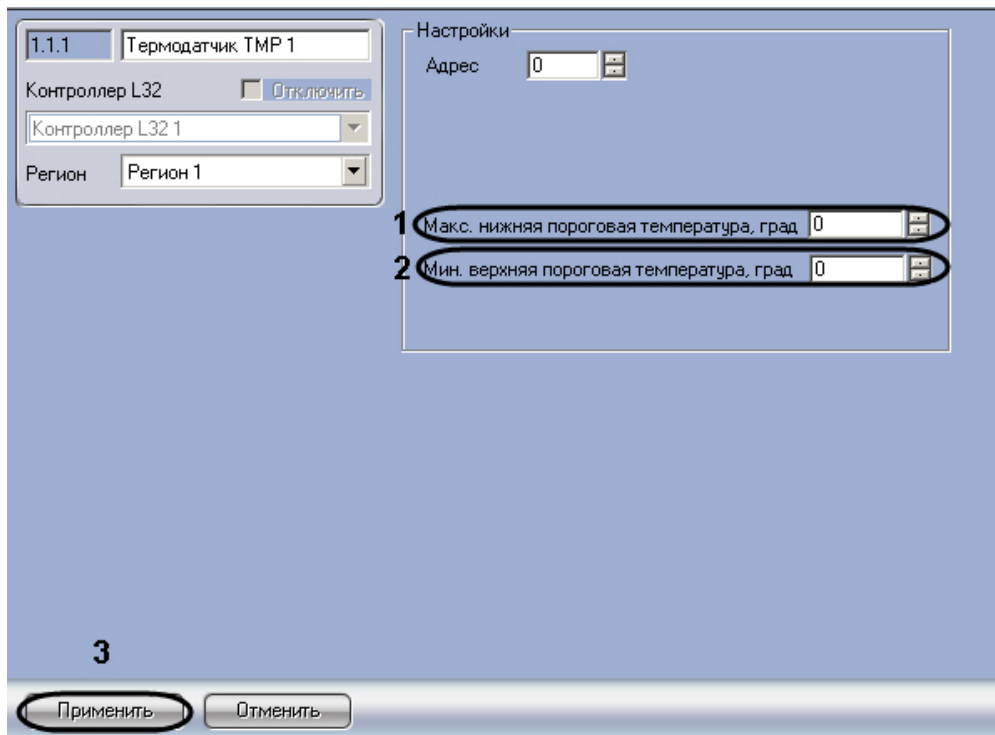 1.1.1 Термодатчик ТМР 1
Контроллер L32 Отключить
Контроллер L32 1
Регион Регион 1
Настройки
Адрес 0
1 Макс. нижняя пороговая температура, град 0
2 Мин. верхняя пороговая температура, град 0
3
Применить Отменить